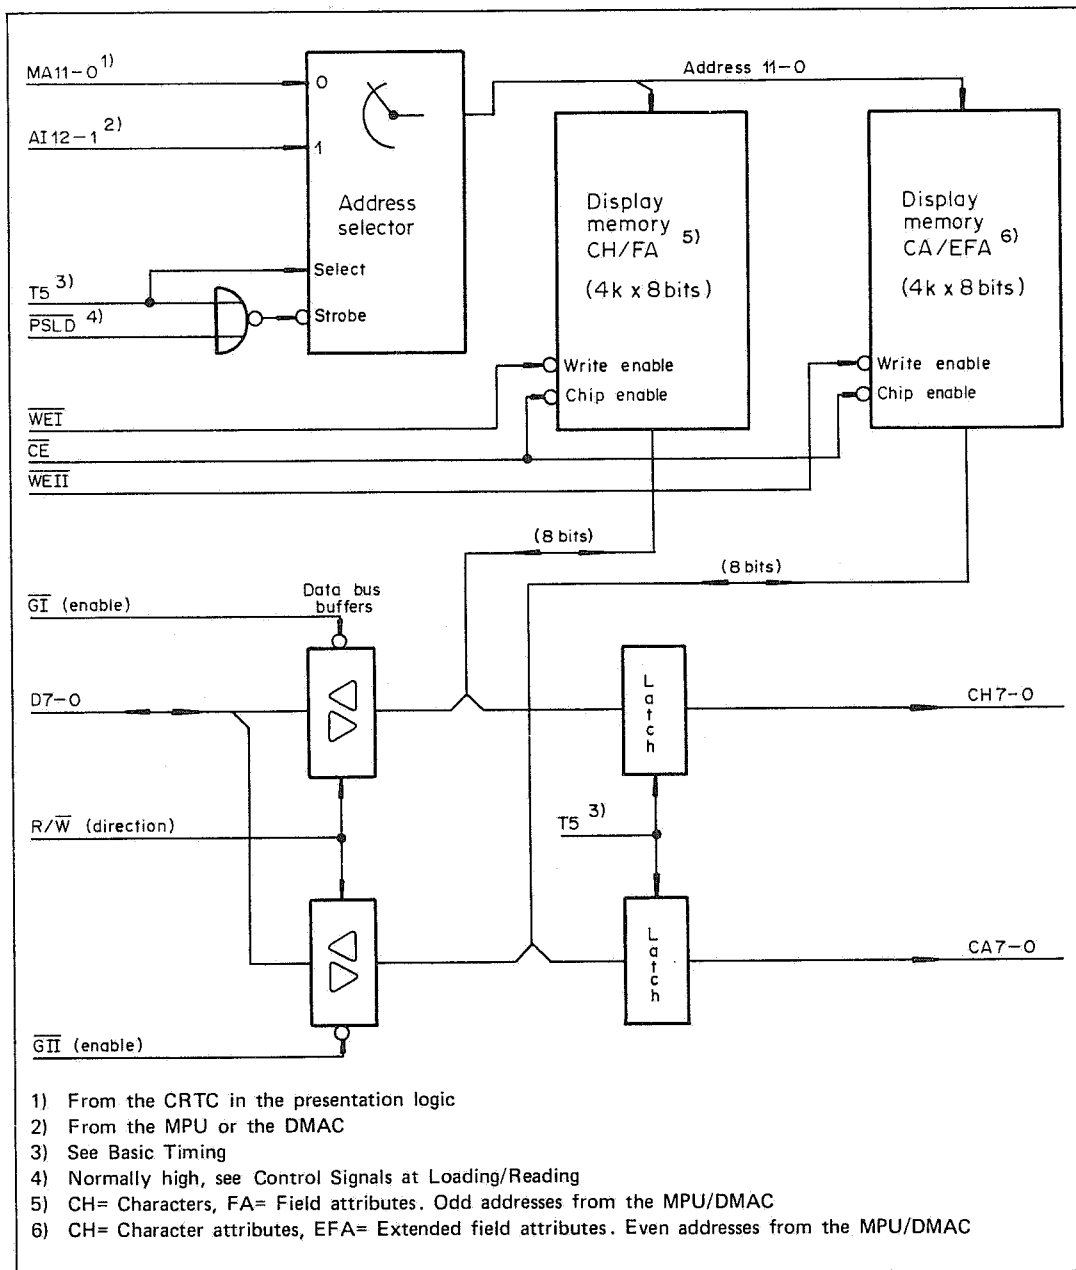 MA11-0 1)
0
Address 11-0
AI12-1 2)
1
Address
selector
Display
memory
CH/FA 5)
(4k x 8bits)
Display
memory
CA/EFA 6)
(4k x 8bits)
Select
T5 3)
PSLD 4)
Strobe
Write enable
Chip enable
Write enable
Chip enable
WEI
CE
WEII
(8 bits)
(8 bits)
GI (enable)
Data bus
buffers
D7-0
Latch
CH7-0
R/W (direction)
T5 3)
Latch
CA7-0
GII (enable)
1) From the CRTC in the presentation logic
2) From the MPU or the DMAC
3) See Basic Timing
4) Normally high, see Control Signals at Loading/Reading
5) CH= Characters, FA= Field attributes. Odd addresses from the MPU/DMAC
6) CH= Character attributes, EFA= Extended field attributes. Even addresses from the MPU/DMAC